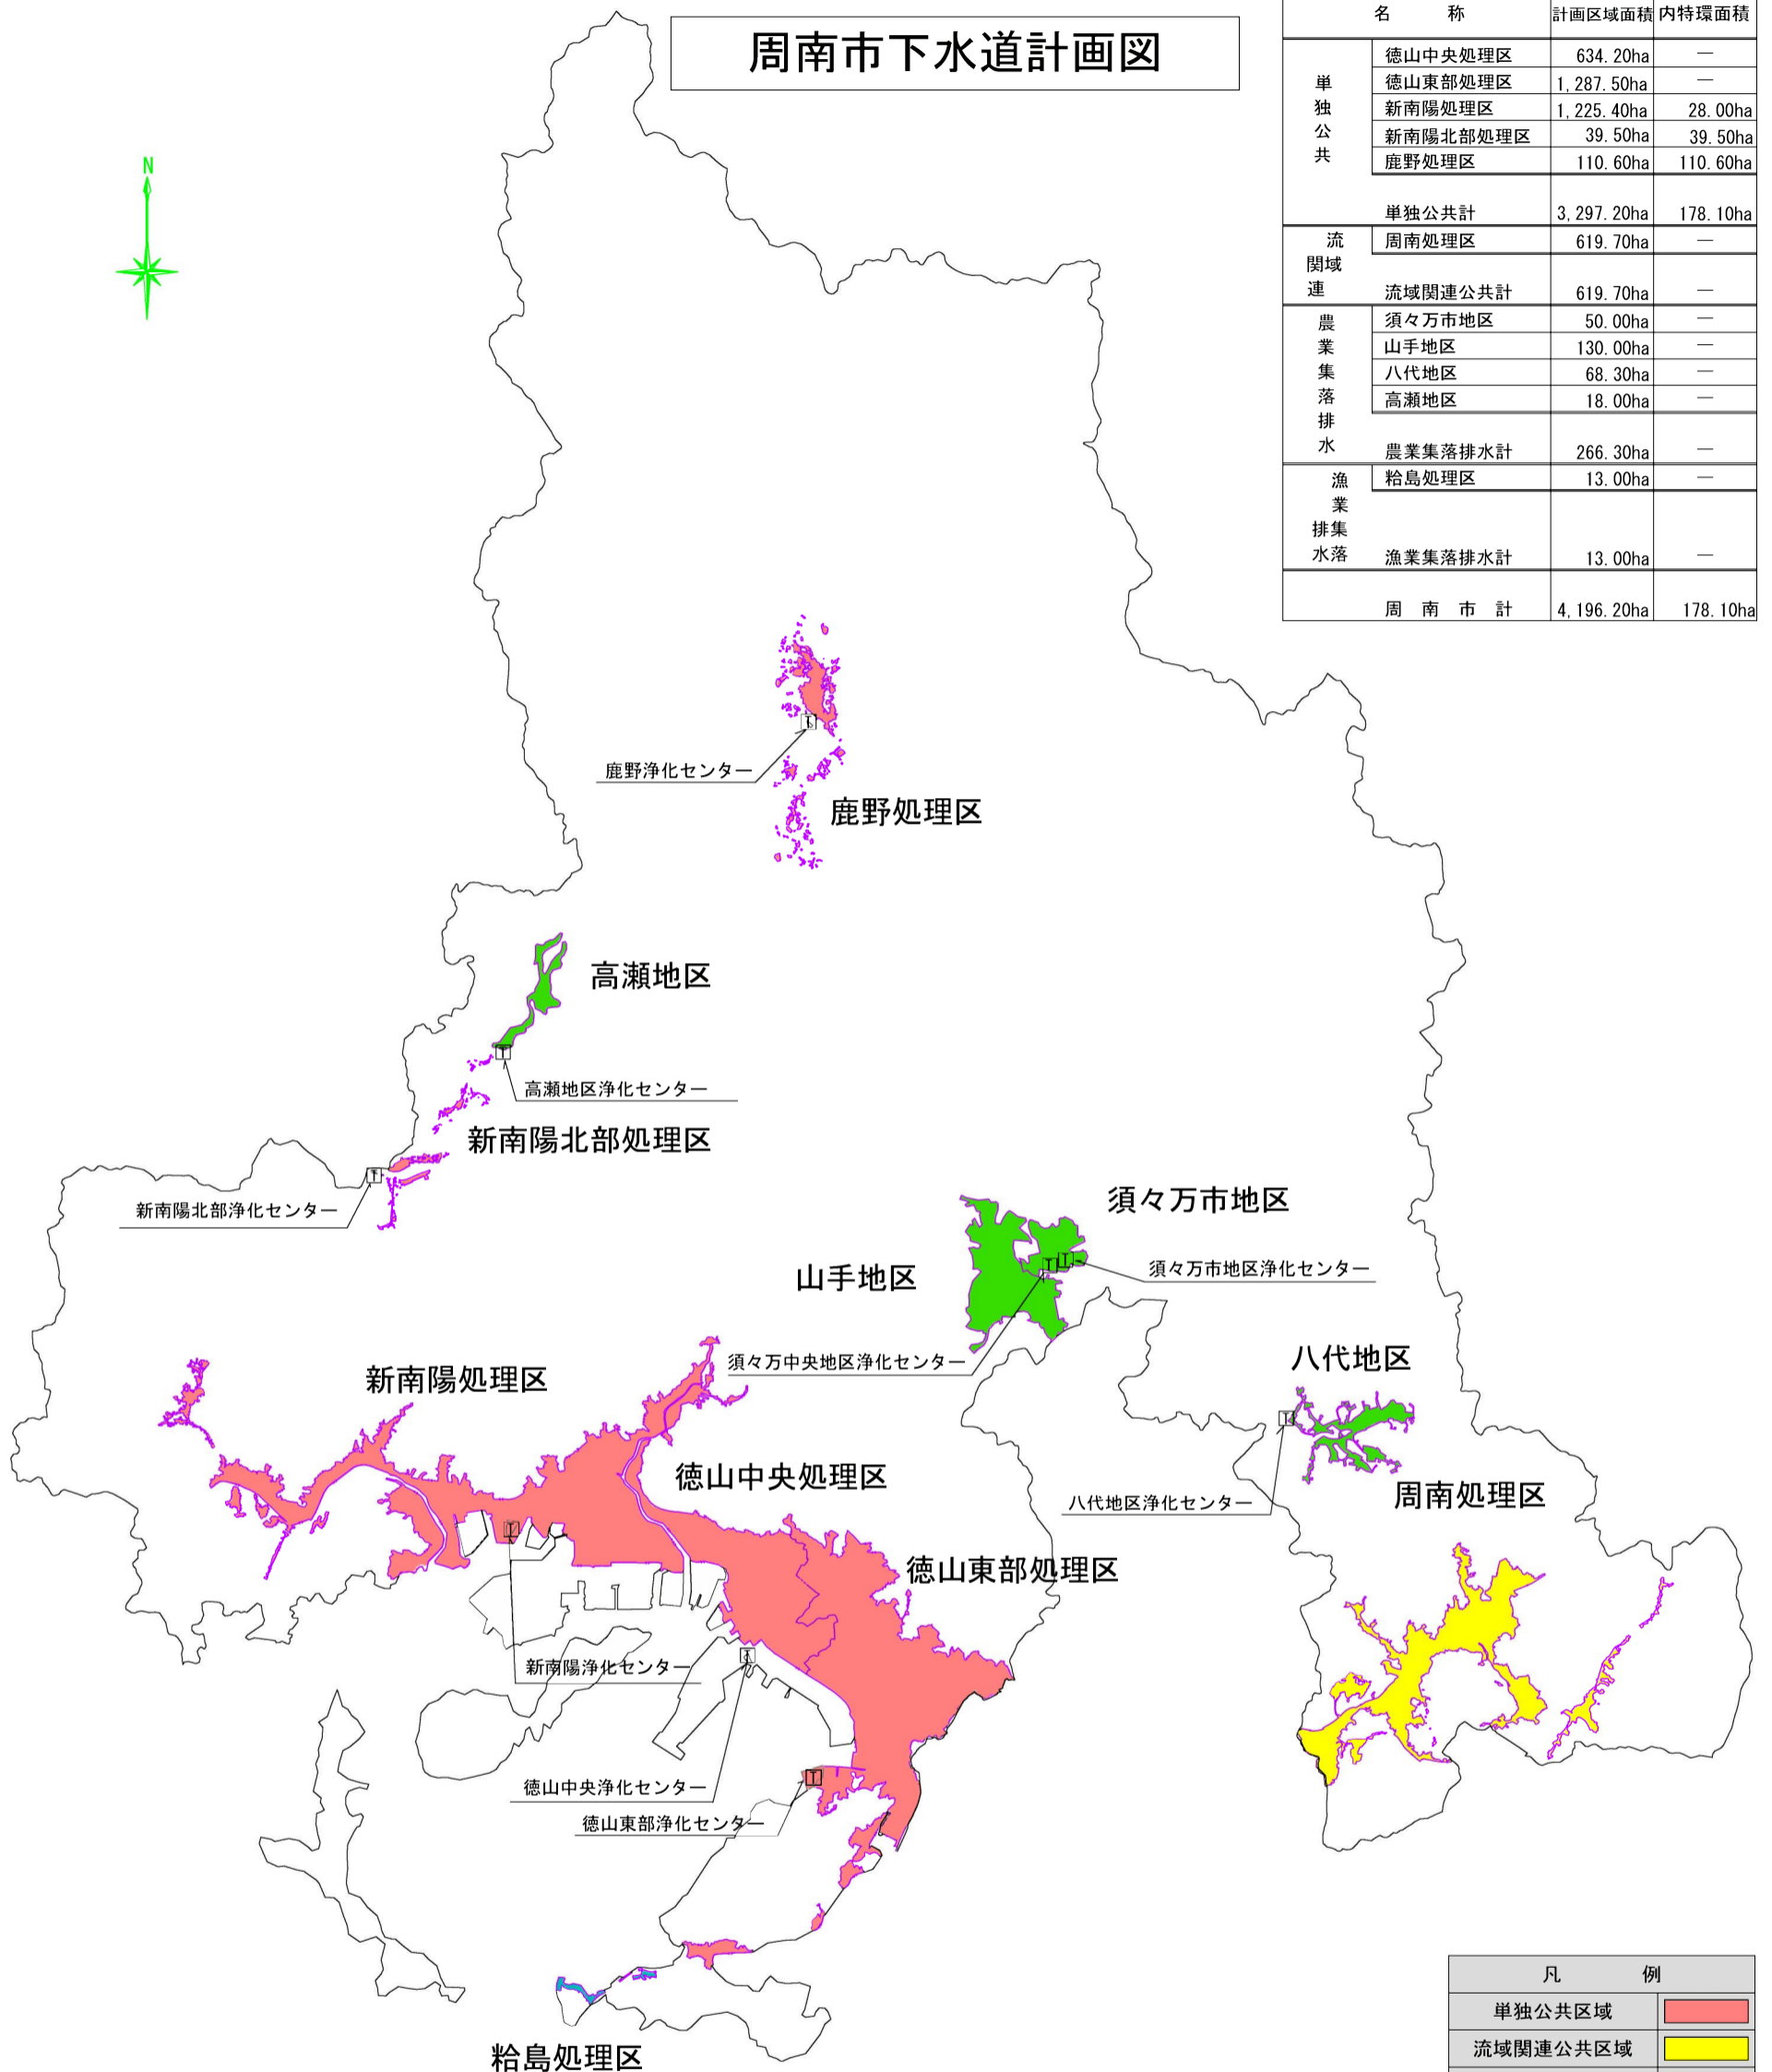 周南市下水道計画図
名 称 計画区域面積 内特環面積
単独公共
徳山中央処理区 634.20ha —
徳山東部処理区 1,287.50ha —
新南陽処理区 1,225.40ha 28.00ha
新南陽北部処理区 39.50ha 39.50ha
鹿野処理区 110.60ha 110.60ha
単独公共計 3,297.20ha 178.10ha
流域関連
周南処理区 619.70ha —
流域関連公共計 619.70ha —
農業集落排水
須々万市地区 50.00ha —
山手地区 130.00ha —
八代地区 68.30ha —
高瀬地区 18.00ha —
農業集落排水計 266.30ha —
漁業集落排水
粭島処理区 13.00ha —
漁業集落排水計 13.00ha —
周 南 市 計 4,196.20ha 178.10ha
N
鹿野浄化センター
鹿野処理区
高瀬地区
高瀬地区浄化センター
新南陽北部処理区
新南陽北部浄化センター
須々万市地区
須々万市地区浄化センター
山手地区
須々万中央地区浄化センター
八代地区
新南陽処理区
徳山中央処理区
八代地区浄化センター
周南処理区
徳山東部処理区
新南陽浄化センター
徳山中央浄化センター
徳山東部浄化センター
粭島処理区
凡 例
単独公共区域
流域関連公共区域